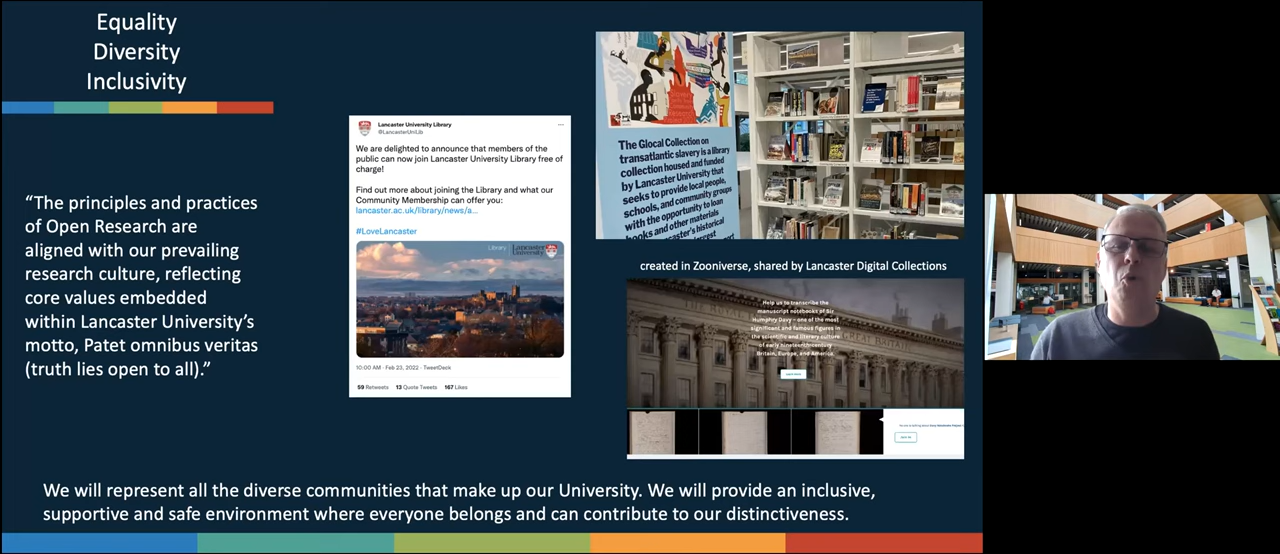 Equality
Diversity
Inclusivity
“The principles and practices
of Open Research are
aligned with our prevailing
research culture, reflecting
core values embedded
within Lancaster University’s
motto, Patet omnibus veritas
(truth lies open to all).”
Lancaster University Library
@LancasterUniLib
We are delighted to announce that members of the
public can now join Lancaster University Library free of
charge!
Find out more about joining the Library and what our
Community Membership can offer you:
lancaster.ac.uk/library/news/a...
#LoveLancaster
Library
Lancaster
University
10:00 AM · Feb 23, 2022 · TweetDeck
59 Retweets 13 Quote Tweets 167 Likes
The Glocal Collection on
transatlantic slavery is a library
collection housed and funded
by Lancaster University that
seeks to provide local people,
schools, and community groups
with the opportunity to loan
books and other materials
created in Zooniverse, shared by Lancaster Digital Collections
Help us to transcribe the
manuscript notebooks of Sir
Humphry Davy – one of the most
significant and famous figures in
the scientific and literary culture
of early nineteenth-century
Britain, Europe, and America.
We will represent all the diverse communities that make up our University. We will provide an inclusive,
supportive and safe environment where everyone belongs and can contribute to our distinctiveness.